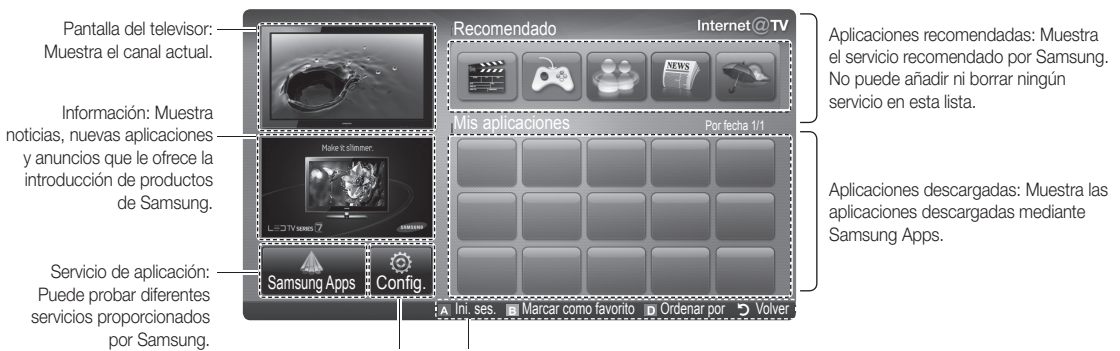 Pantalla del televisor:
Muestra el canal actual.
Información: Muestra
noticias, nuevas aplicaciones
y anuncios que le ofrece la
introducción de productos
de Samsung.
Servicio de aplicación:
Puede probar diferentes
servicios proporcionados
por Samsung.
Recomendado
Internet@TV
NEWS
Mis aplicaciones
Por fecha 1/1
Make it slimmer.
LED TV SERIES 7
SAMSUNG
Samsung Apps
Config.
A Ini. ses. B Marcar como favorito D Ordenar por Volver
Aplicaciones recomendadas: Muestra
el servicio recomendado por Samsung.
No puede añadir ni borrar ningún
servicio en esta lista.
Aplicaciones descargadas: Muestra las
aplicaciones descargadas mediante
Samsung Apps.